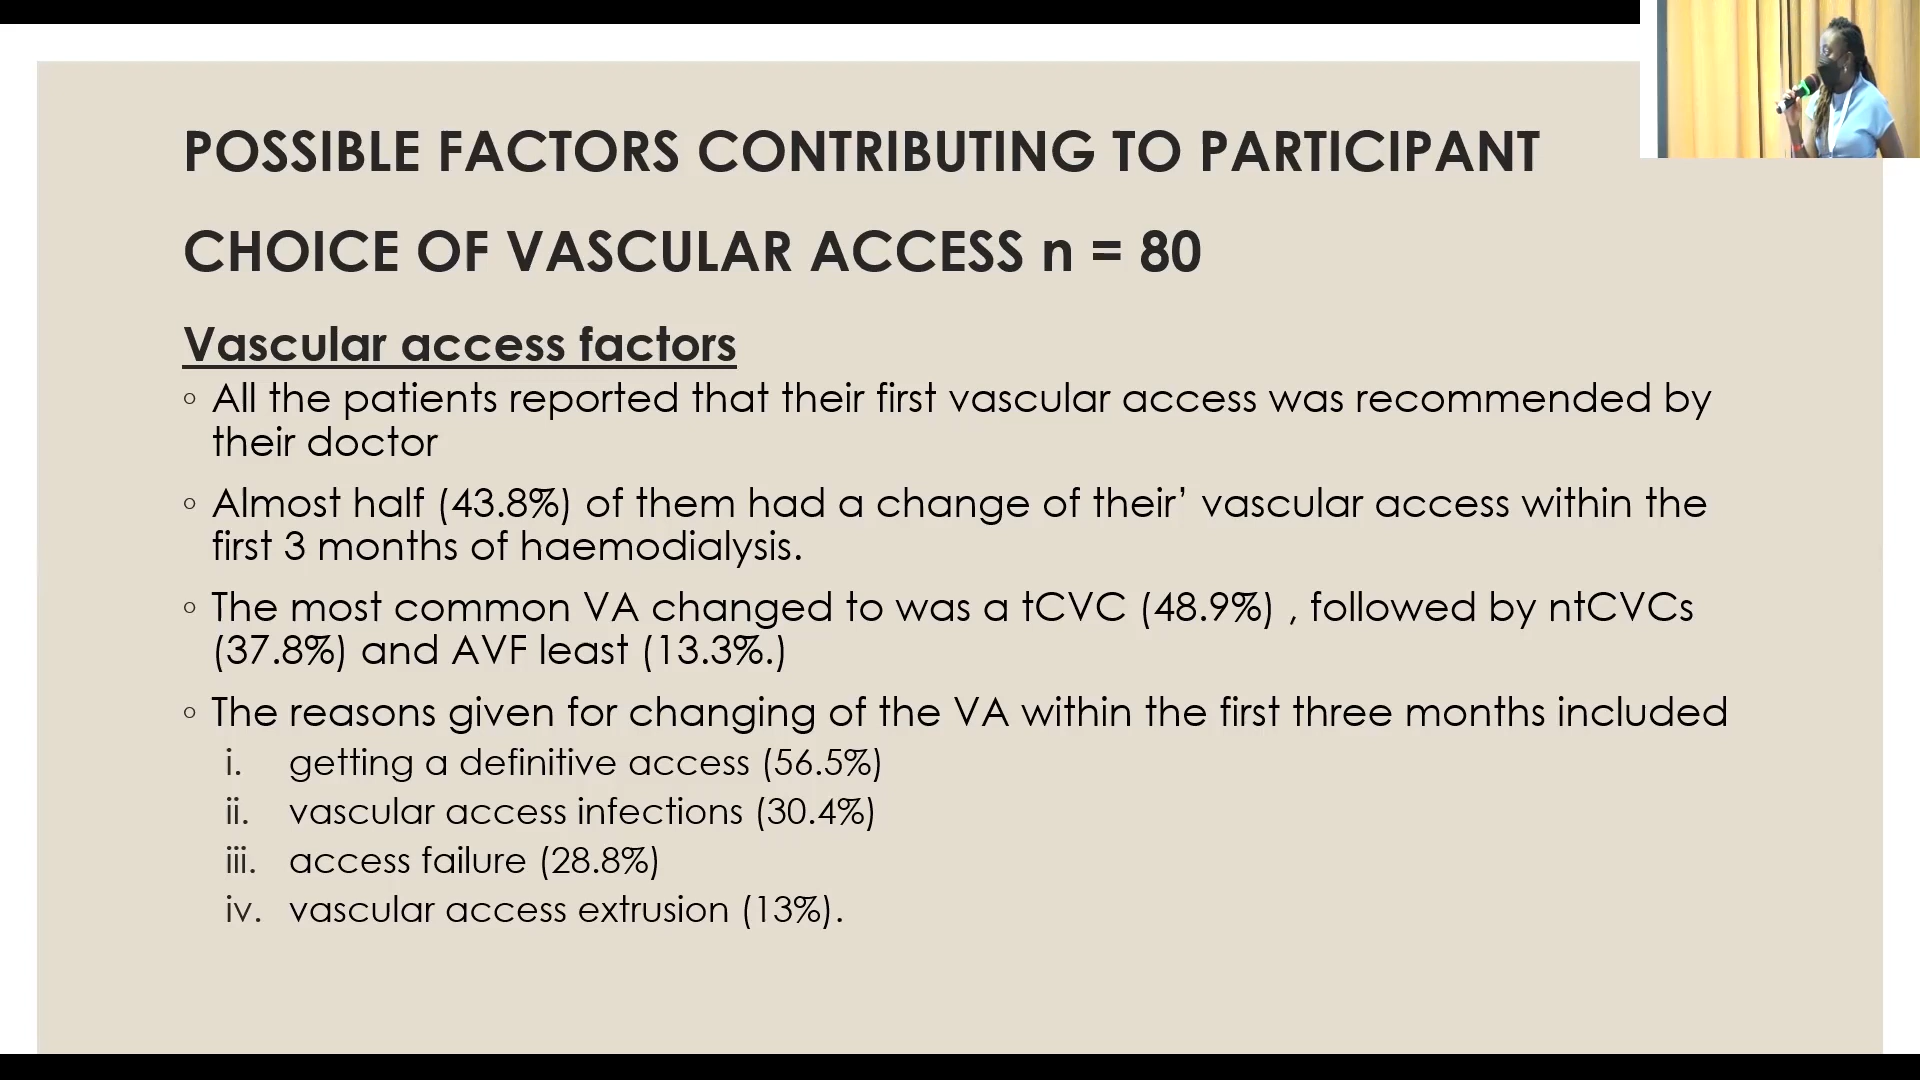 POSSIBLE FACTORS CONTRIBUTING TO PARTICIPANT
CHOICE OF VASCULAR ACCESS n = 80
Vascular access factors
◦ All the patients reported that their first vascular access was recommended by
their doctor
◦ Almost half (43.8%) of them had a change of their’ vascular access within the
first 3 months of haemodialysis.
◦ The most common VA changed to was a tCVC (48.9%) , followed by ntCVCs
(37.8%) and AVF least (13.3%.)
◦ The reasons given for changing of the VA within the first three months included
i. getting a definitive access (56.5%)
ii. vascular access infections (30.4%)
iii. access failure (28.8%)
iv. vascular access extrusion (13%).